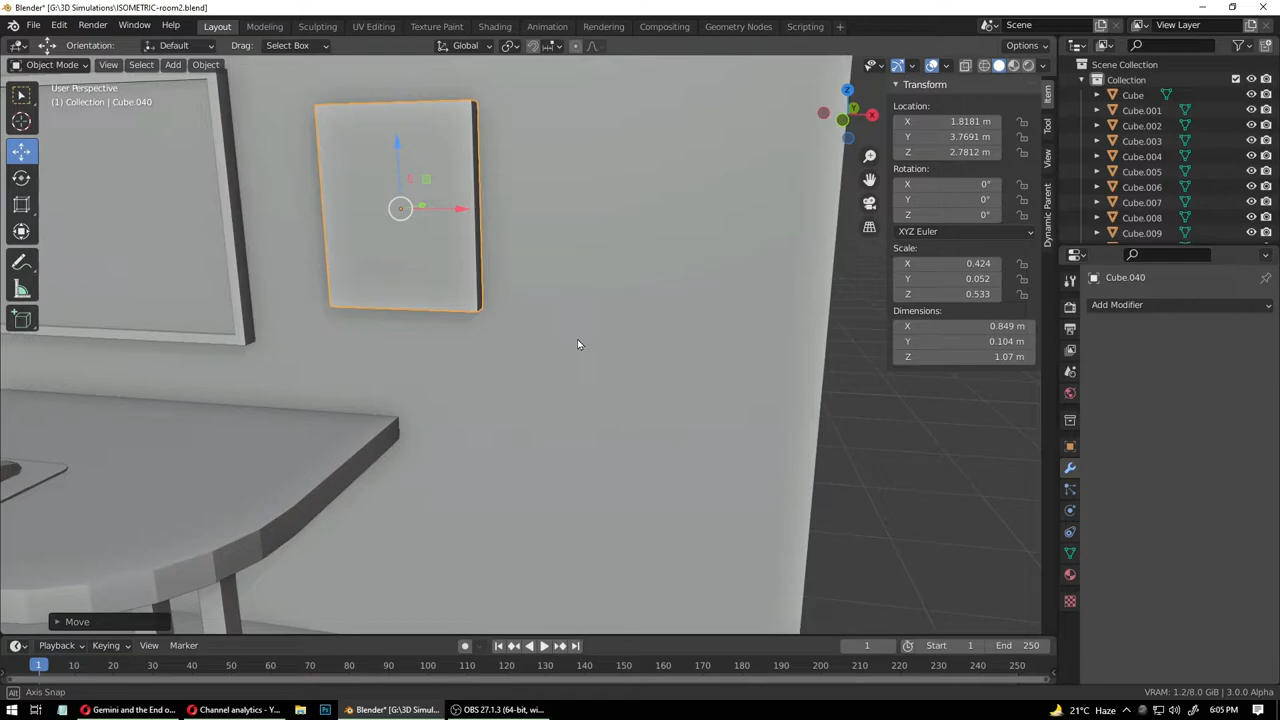 Blender* [G:\3D Simulations\ISOMETRIC-room2.blend]
File Edit Render Window Help Layout Modeling Sculpting UV Editing Texture Paint Shading Animation Rendering Compositing Geometry Nodes Scripting Scene View Layer
Orientation: Default Drag: Select Box Global Options
Object Mode View Select Add Object
User Perspective
(1) Collection | Cube.040
Scene Collection
Collection
Cube
Cube.001
Cube.002
Cube.003
Cube.004
Cube.005
Cube.006
Cube.007
Cube.008
Cube.009
Transform
Location:
X 1.8181 m
Y 3.7691 m
Z 2.7812 m
Rotation:
X 0°
Y 0°
Z 0°
XYZ Euler
Scale:
X 0.424
Y 0.052
Z 0.533
Dimensions:
X 0.849 m
Y 0.104 m
Z 1.07 m
Item
Tool
View
Dynamic Parent
Z
Y
X
Cube.040
Add Modifier
Move
Playback Keying View Marker 1 Start 1 End 250
1 10 20 30 40 50 60 70 80 90 100 110 120 130 140 150 160 170 180 190 200 210 220 230 240 250
Alt Axis Snap VRAM: 1.2/8.0 GiB | 3.0.0 Alpha
Gemini and the End o... Channel analytics - Y... Blender* [G:\3D Simul... OBS 27.1.3 (64-bit, wi... 21°C Haze 6:05 PM